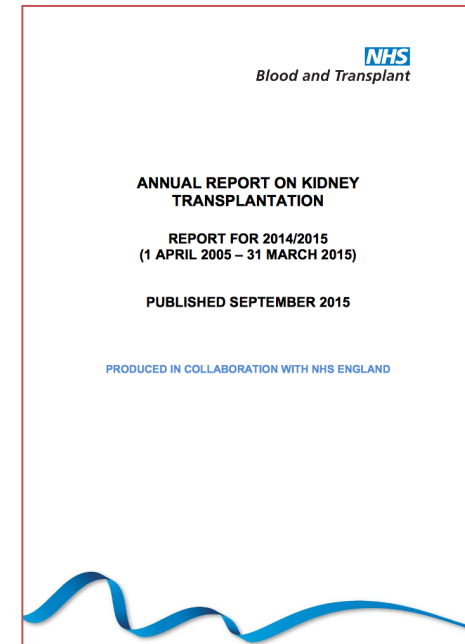 NHS
Blood and Transplant
ANNUAL REPORT ON KIDNEY
TRANSPLANTATION
REPORT FOR 2014/2015
(1 APRIL 2005 – 31 MARCH 2015)
PUBLISHED SEPTEMBER 2015
PRODUCED IN COLLABORATION WITH NHS ENGLAND